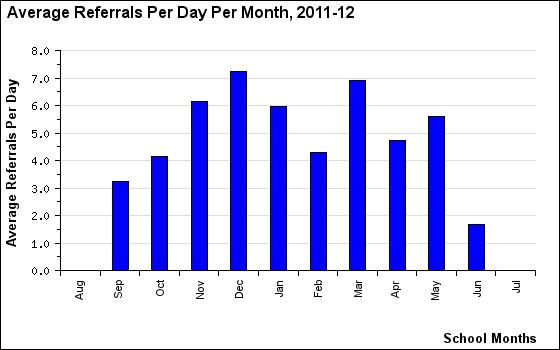 Average Referrals Per Day Per Month, 2011-12
Average Referrals Per Day
8.0
7.0
6.0
5.0
4.0
3.0
2.0
1.0
0.0
Aug
Sep
Oct
Nov
Dec
Jan
Feb
Mar
Apr
May
Jun
Jul
School Months